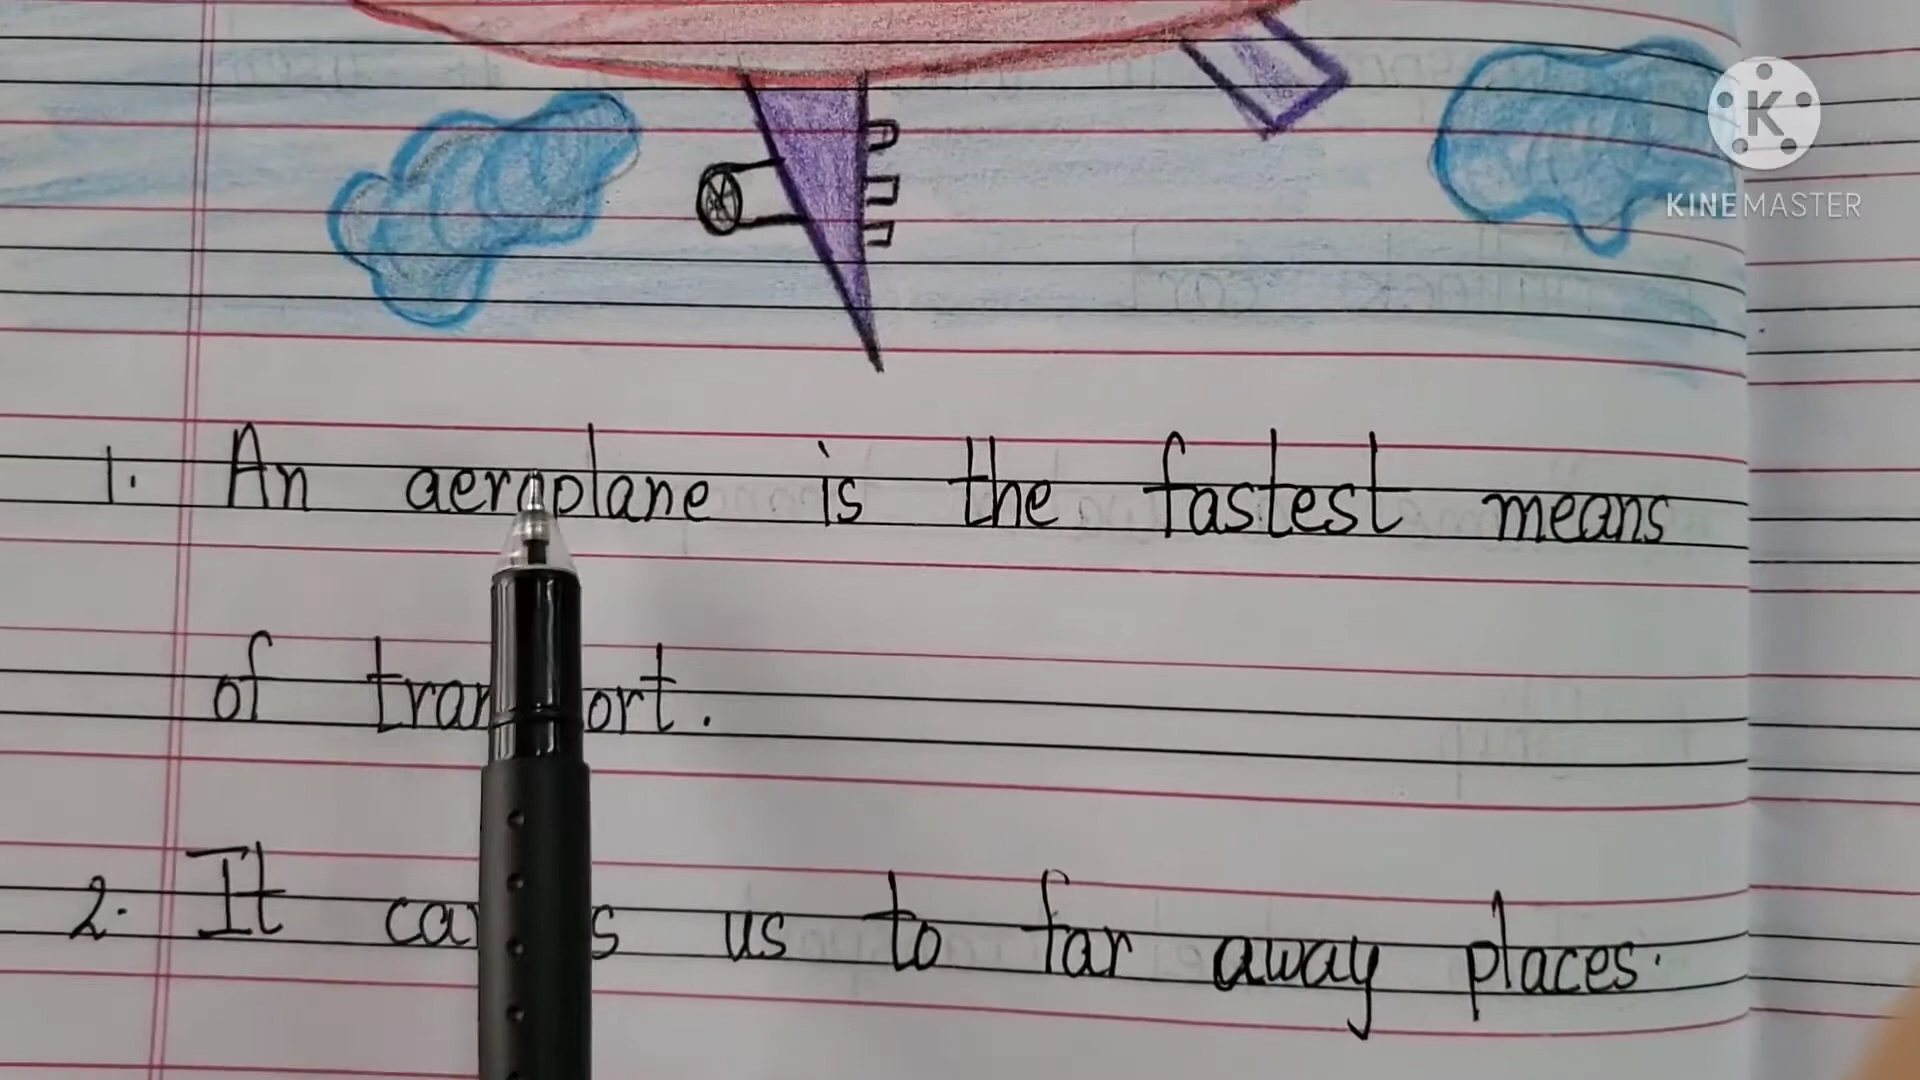 KINEMASTER
1. An aeroplane is the fastest means
of
2. It us to far away places.